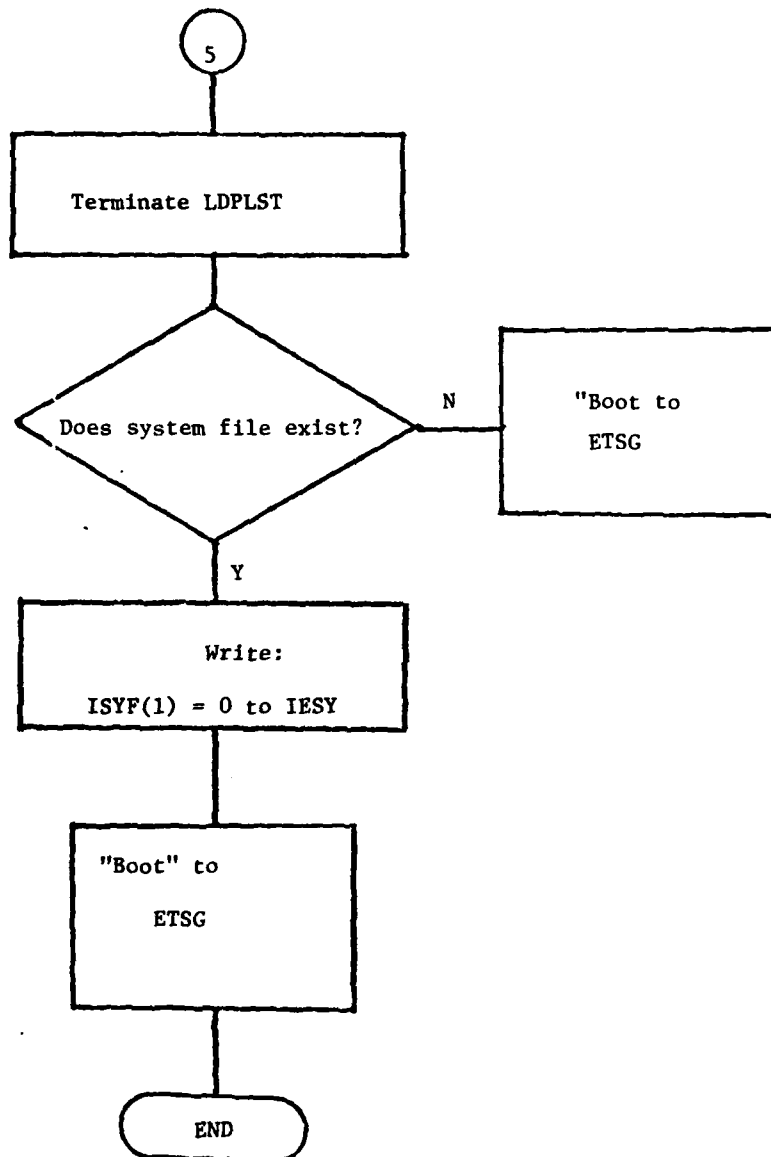 5
Terminate LDPLST
Does system file exist?
N
"Boot to
ETSG
Y
Write:
ISYF(1) = 0 to IESY
"Boot" to
ETSG
END